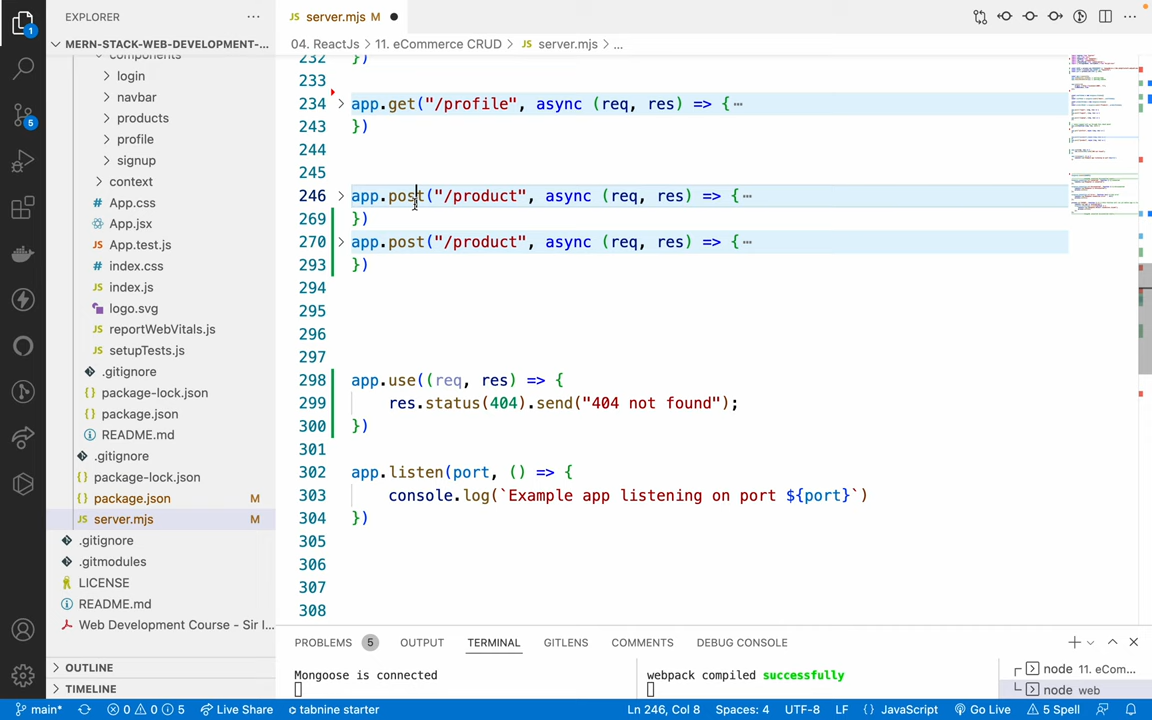 EXPLORER
server.mjs M
MERN-STACK-WEB-DEVELOPMENT-...
04. ReactJs > 11. eCommerce CRUD > JS server.mjs > ...
components
login
navbar
products
profile
signup
context
App.css
App.jsx
App.test.js
index.css
index.js
logo.svg
reportWebVitals.js
setupTests.js
.gitignore
package-lock.json
package.json
README.md
.gitignore
package-lock.json
package.json M
server.mjs M
.gitignore
.gitmodules
LICENSE
README.md
Web Development Course - Sir I...
OUTLINE
TIMELINE
232 })
233
234 app.get("/profile", async (req, res) => {⋯
243 })
244
245
246 app.post("/product", async (req, res) => {⋯
269 })
270 app.post("/product", async (req, res) => {⋯
293 })
294
295
296
297
298 app.use((req, res) => {
299 res.status(404).send("404 not found");
300 })
301
302 app.listen(port, () => {
303 console.log(`Example app listening on port ${port}`)
304 })
305
306
307
308
PROBLEMS 5 OUTPUT TERMINAL GITLENS COMMENTS DEBUG CONSOLE
Mongoose is connected
webpack compiled successfully
node 11. eCom...
node web
main* 0 0 5 Live Share tabnine starter Ln 246, Col 8 Spaces: 4 UTF-8 LF {} JavaScript Go Live 5 Spell